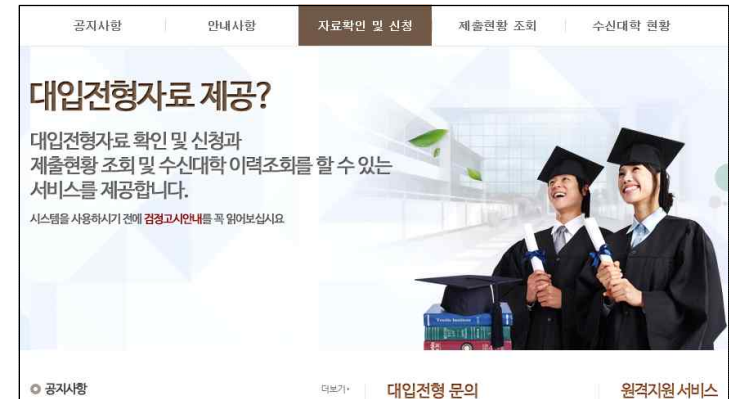 공지사항
안내사항
자료확인 및 신청
제출현황 조회
수신대학 현황
대입전형자료 제공?
대입전형자료 확인 및 신청과
제출현황 조회 및 수신대학 이력조회를 할 수 있는
서비스를 제공합니다.
시스템을 사용하시기 전에 검정고시안내를 꼭 읽어보십시요
공지사항
더보기
대입전형 문의
원격지원 서비스